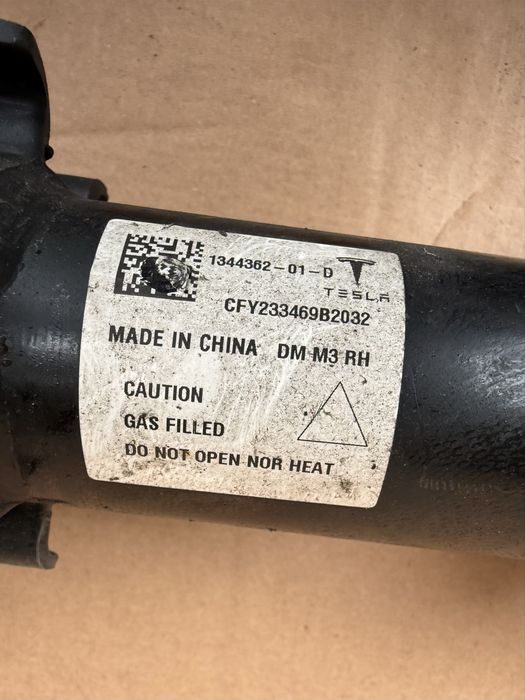 1344362-01-D
TESLA
CFY233469B2032
MADE IN CHINA DM M3 RH
CAUTION
GAS FILLED
DO NOT OPEN NOR HEAT